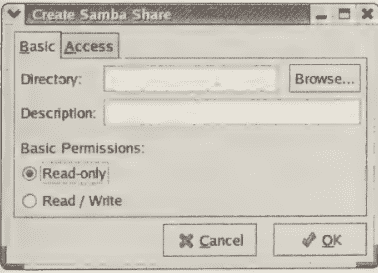 Create Samba Share
Basic Access
Directory: Browse...
Description:
Basic Permissions:
Read-only
Read / Write
Cancel OK